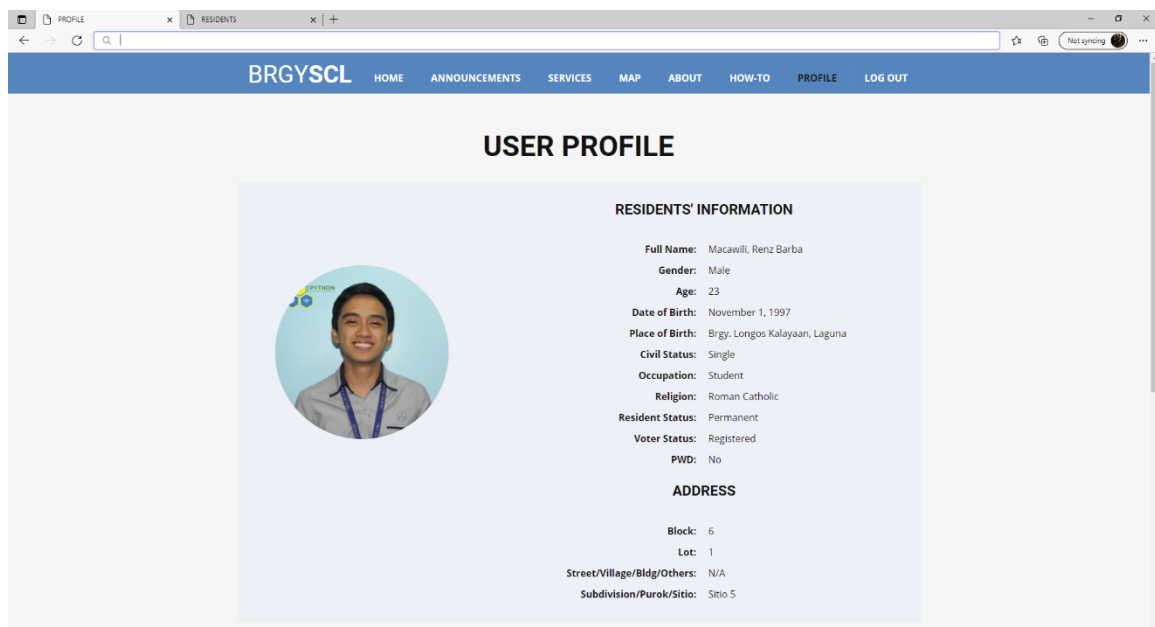 PROFILE
RESIDENTS
Not syncing
BRGYSCL HOME ANNOUNCEMENTS SERVICES MAP ABOUT HOW-TO PROFILE LOG OUT
USER PROFILE
RESIDENTS' INFORMATION
PYTHON
Full Name: Macawili, Renz Barba
Gender: Male
Age: 23
Date of Birth: November 1, 1997
Place of Birth: Brgy. Longos Kalayaan, Laguna
Civil Status: Single
Occupation: Student
Religion: Roman Catholic
Resident Status: Permanent
Voter Status: Registered
PWD: No
ADDRESS
Block: 6
Lot: 1
Street/Village/Bldg/Others: N/A
Subdivision/Purok/Sitio: Sitio 5